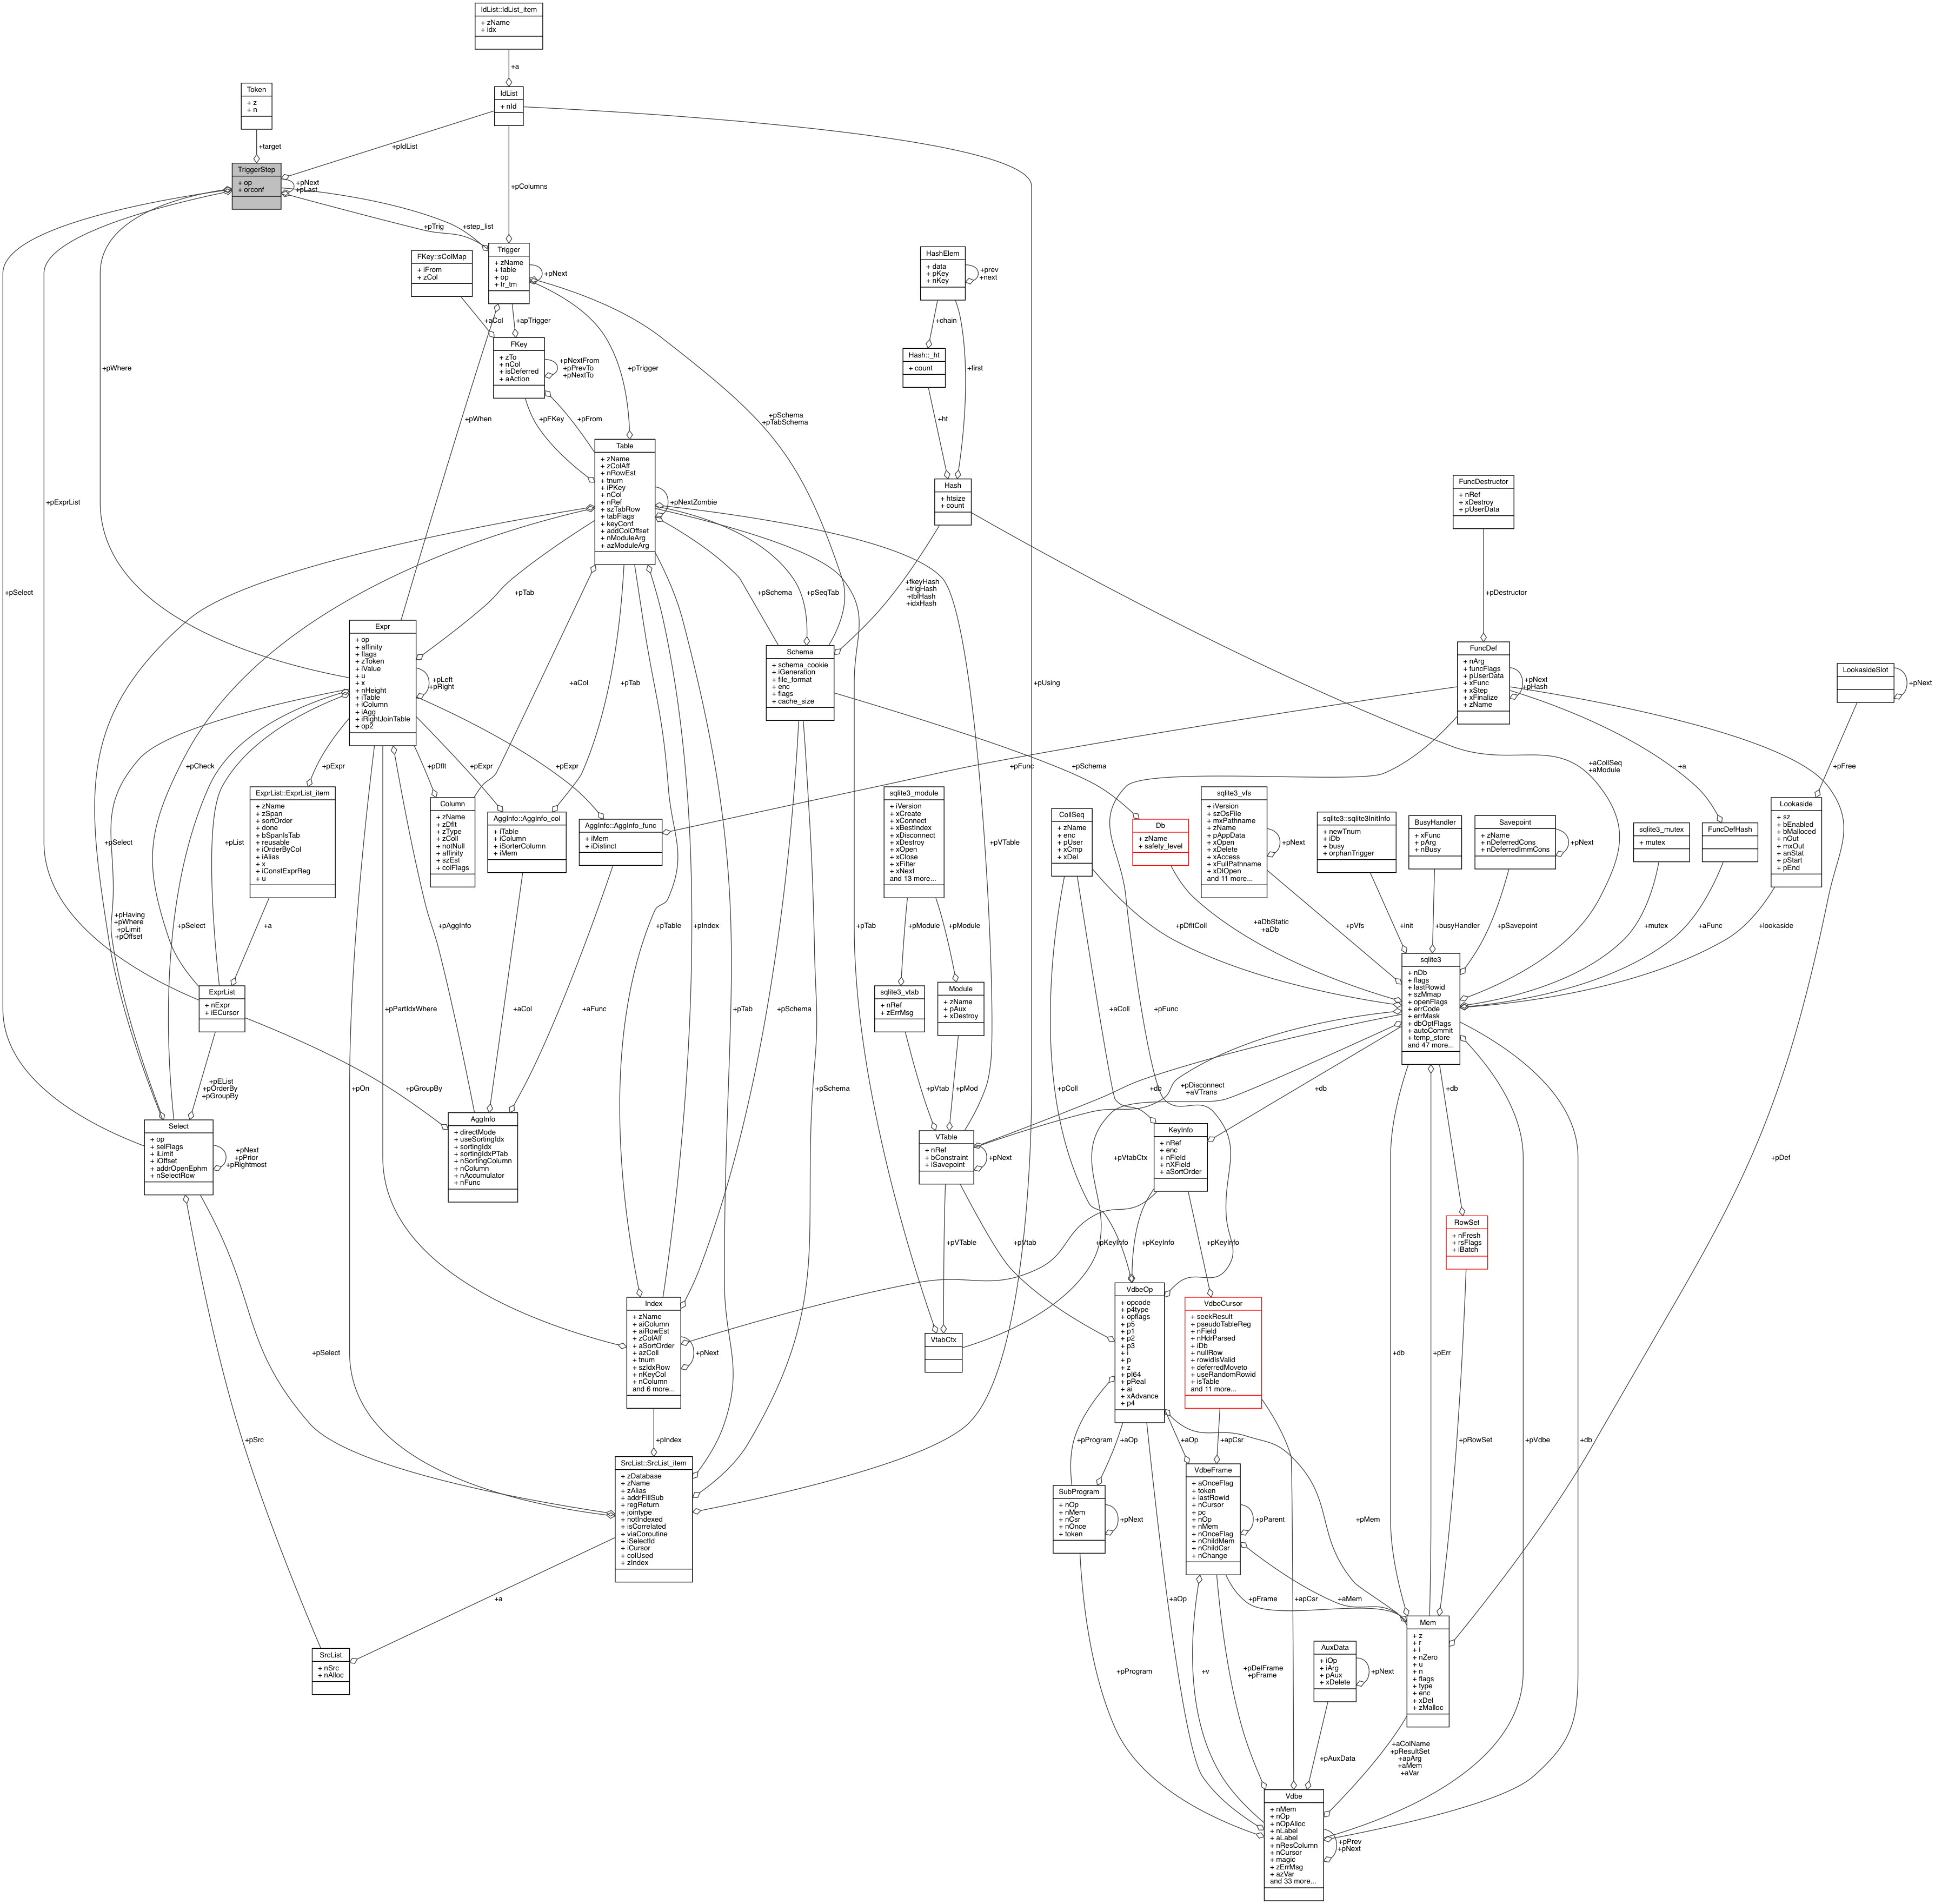 IdList::IdList_item
+ zName
+ idx
+a
Token
+ z
+ n
IdList
+ nId
+target
+pIdList
TriggerStep
+ op
+ orconf
+pNext
+pLast
+pColumns
+pTrig
+step_list
FKey::sColMap
+ iFrom
+ zCol
Trigger
+ zName
+ table
+ op
+ tr_tm
+pNext
HashElem
+ data
+ pKey
+ nKey
+prev
+next
+aCol
+apTrigger
+chain
FKey
+ zTo
+ nCol
+ isDeferred
+ aAction
+pNextFrom
+pPrevTo
+pNextTo
Hash::_ht
+ count
+pWhere
+pTrigger
+first
+pWhen
+pFKey
+pFrom
+pSchema
+pTabSchema
+ht
Table
+ zName
+ zColAff
+ nRowEst
+ tnum
+ iPKey
+ nCol
+ nRef
+ szTabRow
+ tabFlags
+ keyConf
+ addColOffset
+ nModuleArg
+ azModuleArg
+pNextZombie
Hash
+ htsize
+ count
FuncDestructor
+ nRef
+ xDestroy
+ pUserData
+pExprList
+pSelect
+pTab
+pSchema
+pSeqTab
+fkeyHash
+trigHash
+tblHash
+idxHash
+pDestructor
Expr
+ op
+ affinity
+ flags
+ zToken
+ iValue
+ u
+ x
+ nHeight
+ iTable
+ iColumn
+ iAgg
+ iRightJoinTable
+ op2
+pLeft
+pRight
+aCol
+pTab
Schema
+ schema_cookie
+ iGeneration
+ file_format
+ enc
+ flags
+ cache_size
+pUsing
FuncDef
+ nArg
+ funcFlags
+ pUserData
+ xFunc
+ xStep
+ xFinalize
+ zName
+pNext
+pHash
LookasideSlot
+pNext
+pCheck
+pExpr
+pDflt
+pExpr
+pExpr
+pSchema
+pFunc
+aCollSeq
+aModule
+a
+pFree
ExprList::ExprList_item
+ zName
+ zSpan
+ sortOrder
+ done
+ bSpanIsTab
+ reusable
+ iOrderByCol
+ iAlias
+ x
+ iConstExprReg
+ u
Column
+ zName
+ zDflt
+ zType
+ zColl
+ notNull
+ affinity
+ szEst
+ colFlags
AggInfo::AggInfo_col
+ iTable
+ iColumn
+ iSorterColumn
+ iMem
AggInfo::AggInfo_func
+ iMem
+ iDistinct
sqlite3_module
+ iVersion
+ xCreate
+ xConnect
+ xBestIndex
+ xDisconnect
+ xDestroy
+ xOpen
+ xClose
+ xFilter
+ xNext
and 13 more...
CollSeq
+ zName
+ enc
+ pUser
+ xCmp
+ xDel
Db
+ zName
+ safety_level
sqlite3_vfs
+ iVersion
+ szOsFile
+ mxPathname
+ zName
+ pAppData
+ xOpen
+ xDelete
+ xAccess
+ xFullPathname
+ xDlOpen
and 11 more...
+pNext
sqlite3::sqlite3InitInfo
+ newTnum
+ iDb
+ busy
+ orphanTrigger
BusyHandler
+ xFunc
+ pArg
+ nBusy
Savepoint
+ zName
+ nDeferredCons
+ nDeferredImmCons
+pNext
sqlite3_mutex
+ mutex
FuncDefHash
Lookaside
+ sz
+ bEnabled
+ bMalloced
+ nOut
+ mxOut
+ anStat
+ pStart
+ pEnd
+pSelect
+pList
+pVTable
+pHaving
+pWhere
+pLimit
+pOffset
+pSelect
+a
+pAggInfo
+pTable
+pIndex
+pTab
+pModule
+pModule
+pDfltColl
+aDbStatic
+aDb
+pVfs
+init
+busyHandler
+pSavepoint
+mutex
+aFunc
+lookaside
ExprList
+ nExpr
+ iECursor
+pPartIdxWhere
+aCol
+aFunc
+pTab
+pSchema
sqlite3_vtab
+ nRef
+ zErrMsg
Module
+ zName
+ pAux
+ xDestroy
+aColl
+pFunc
sqlite3
+ nDb
+ flags
+ lastRowid
+ szMmap
+ openFlags
+ errCode
+ errMask
+ dbOptFlags
+ autoCommit
+ temp_store
and 47 more...
+pEList
+pOrderBy
+pGroupBy
+pOn
+pGroupBy
+pSchema
+pVtab
+pMod
+pColl
+db
+pDisconnect
+aVTrans
+db
+db
Select
+ op
+ selFlags
+ iLimit
+ iOffset
+ addrOpenEphm
+ nSelectRow
+pNext
+pPrior
+pRightmost
AggInfo
+ directMode
+ useSortingIdx
+ sortingIdx
+ sortingIdxPTab
+ nSortingColumn
+ nColumn
+ nAccumulator
+ nFunc
VTable
+ nRef
+ bConstraint
+ iSavepoint
+pNext
+pVtabCtx
KeyInfo
+ nRef
+ enc
+ nField
+ nXField
+ aSortOrder
+pDef
RowSet
+ nFresh
+ rsFlags
+ iBatch
+pVTable
+pVtab
+pKeyInfo
+pKeyInfo
+pKeyInfo
Index
+ zName
+ aiColumn
+ aiRowEst
+ zColAff
+ aSortOrder
+ azColl
+ tnum
+ szIdxRow
+ nKeyCol
+ nColumn
and 6 more...
+pNext
VtabCtx
VdbeOp
+ opcode
+ p4type
+ opflags
+ p5
+ p1
+ p2
+ p3
+ i
+ p
+ z
+ pI64
+ pReal
+ ai
+ xAdvance
+ p4
VdbeCursor
+ seekResult
+ pseudoTableReg
+ nField
+ nHdrParsed
+ iDb
+ nullRow
+ rowidIsValid
+ deferredMoveto
+ useRandomRowid
+ isTable
and 11 more...
+db
+pErr
+pSelect
+pSrc
+pIndex
+pProgram
+aOp
+aOp
+apCsr
+pRowSet
+pVdbe
+db
SrcList::SrcList_item
+ zDatabase
+ zName
+ zAlias
+ addrFillSub
+ regReturn
+ jointype
+ notIndexed
+ isCorrelated
+ viaCoroutine
+ iSelectId
+ iCursor
+ colUsed
+ zIndex
SubProgram
+ nOp
+ nMem
+ nCsr
+ nOnce
+ token
+pNext
VdbeFrame
+ aOnceFlag
+ token
+ lastRowid
+ nCursor
+ pc
+ nOp
+ nMem
+ nOnceFlag
+ nChildMem
+ nChildCsr
+ nChange
+pParent
+pMem
+a
+aOp
+pFrame
+apCsr
+aMem
SrcList
+ nSrc
+ nAlloc
Mem
+ z
+ r
+ i
+ nZero
+ u
+ n
+ flags
+ type
+ enc
+ xDel
+ zMalloc
+pProgram
+v
+pDelFrame
+pFrame
AuxData
+ iOp
+ iArg
+ pAux
+ xDelete
+pNext
+pAuxData
+aColName
+pResultSet
+apArg
+aMem
+aVar
Vdbe
+ nMem
+ nOp
+ nOpAlloc
+ nLabel
+ aLabel
+ nResColumn
+ nCursor
+ magic
+ zErrMsg
+ azVar
and 33 more...
+pPrev
+pNext